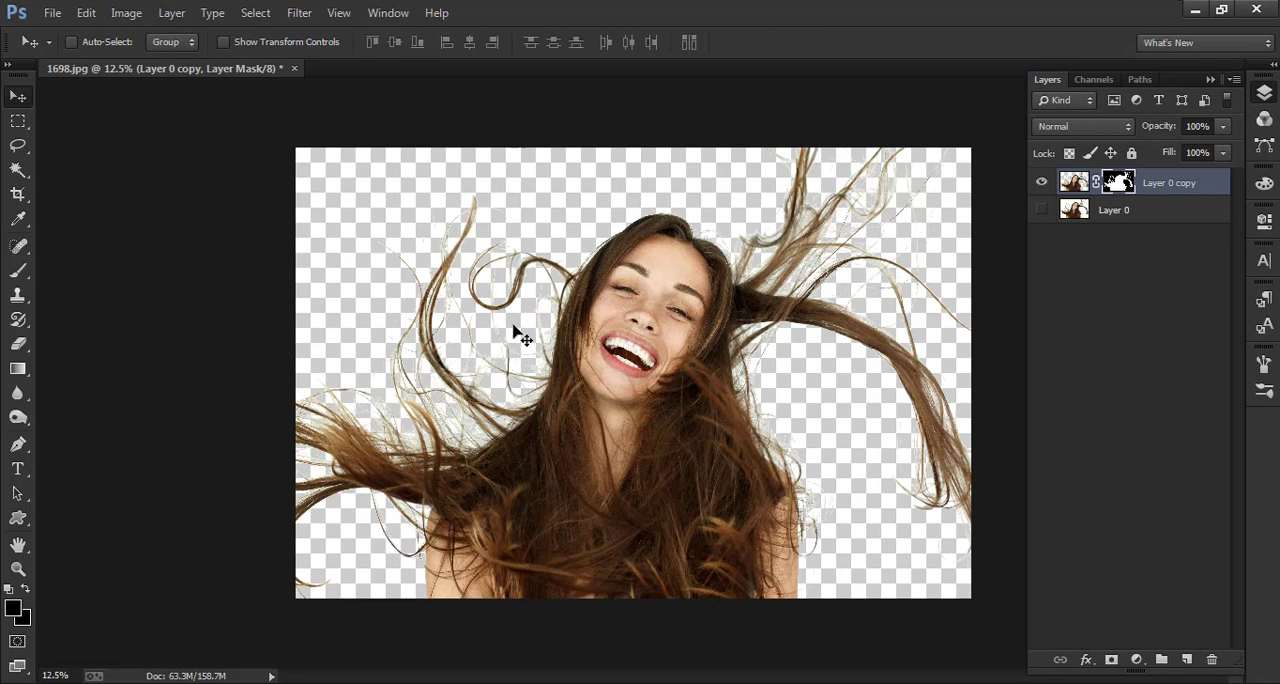 Ps File Edit Image Layer Type Select Filter View Window Help
Auto-Select: Group Show Transform Controls What's New
1698.jpg @ 12.5% (Layer 0 copy, Layer Mask/8) * ×
Layers Channels Paths
Kind
Normal Opacity: 100%
Lock: Fill: 100%
Layer 0 copy
Layer 0
12.5% Doc: 63.3M/158.7M